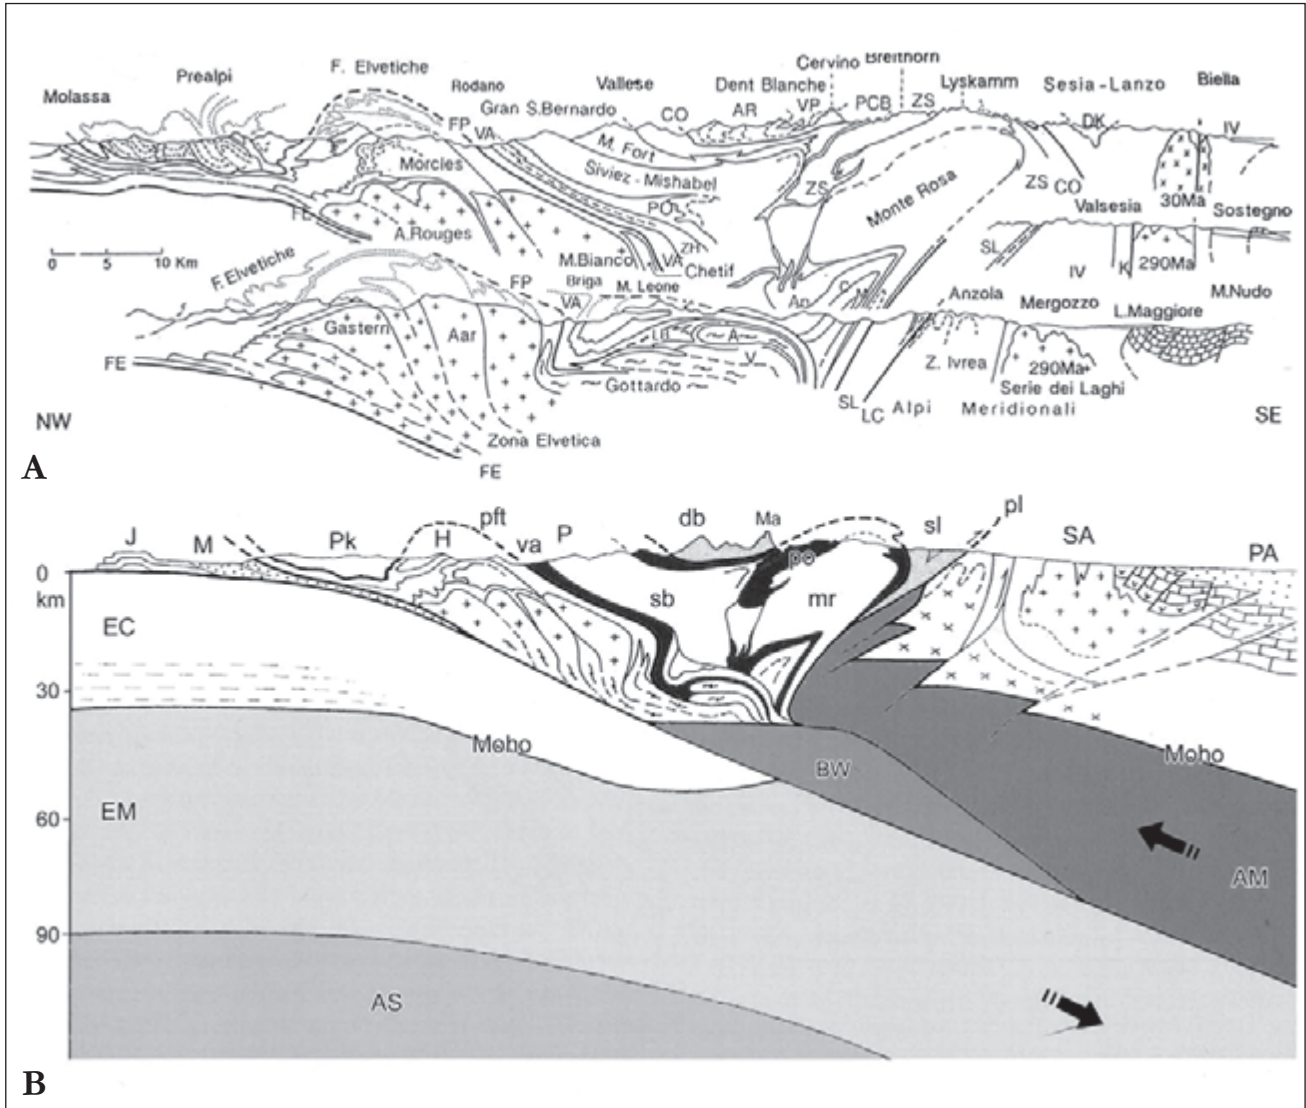 F. Elvetiche
Cervino Breithorn
Prealpi Rodano Vallese Dent Blanche Lyskamm Sesia-Lanzo Biella
Molassa Gran S.Bernardo CO AR VP PCB ZS
FP VA DK IV
M. Fort
Morcles Siviez-Mishabel
ZS Monte Rosa ZS CO
PO 30Ma
FE Valsesia Sostegno
A.Rouges
ZH SL
0 5 10 Km M.Bianco VA Chetif IV K 290Ma
F. Elvetiche FP Briga M. Leone An Anzola M.Nudo
VA Mergozzo L.Maggiore
Gastern Aar LB A
FE V Z. Ivrea 290Ma
Gottardo Serie dei Laghi
SL LC Alpi Meridionali
NW SE
Zona Elvetica
A FE
pft db Ma pl
J M Pk H va P sl SA PA
0 po
km sb mr
EC
30
Moho Moho
BW
60 EM
AM
90
AS
B